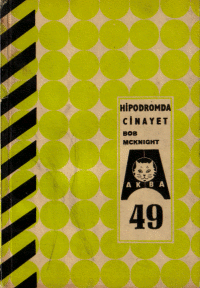 HİPODROMDA
CİNAYET
BOB
MCKNIGHT
AKBA
49